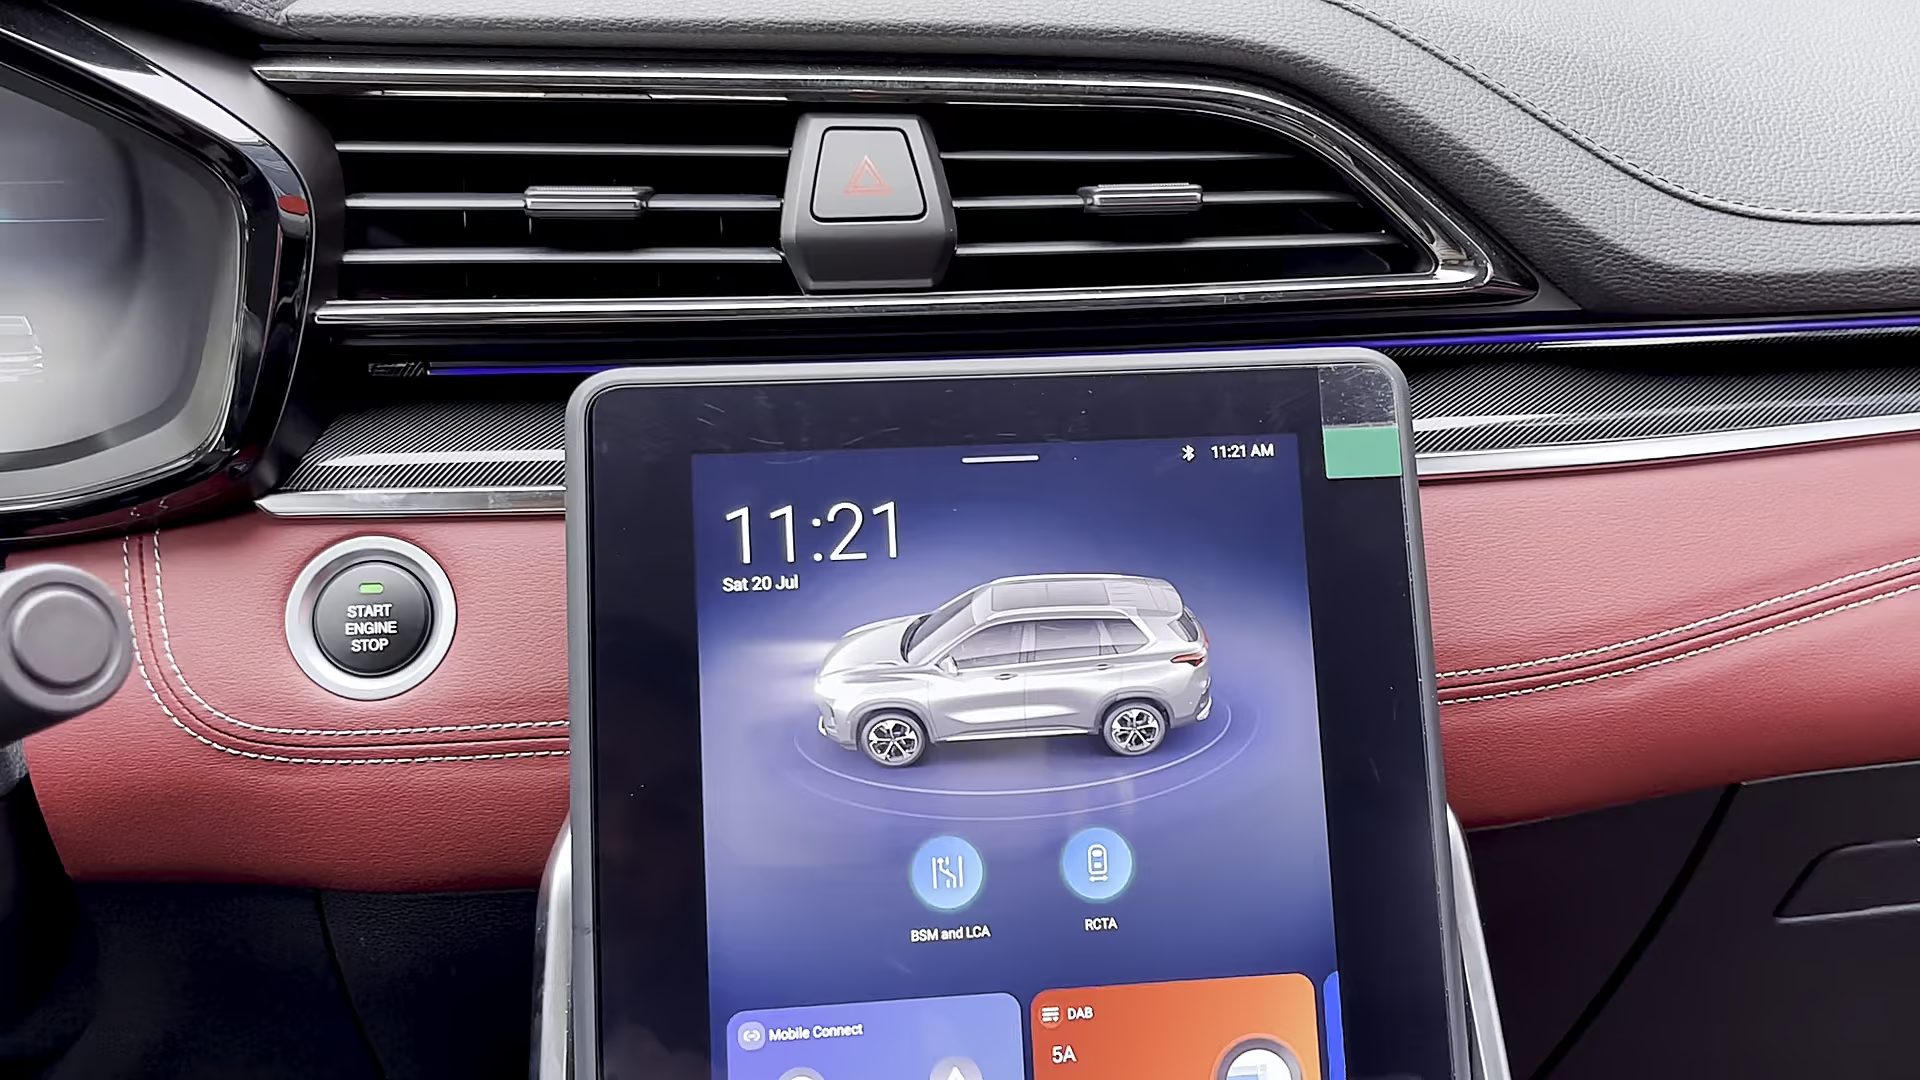 11:21 AM
11:21
Sat 20 Jul
START
ENGINE
STOP
BSM and LCA
RCTA
Mobile Connect
DAB
5A